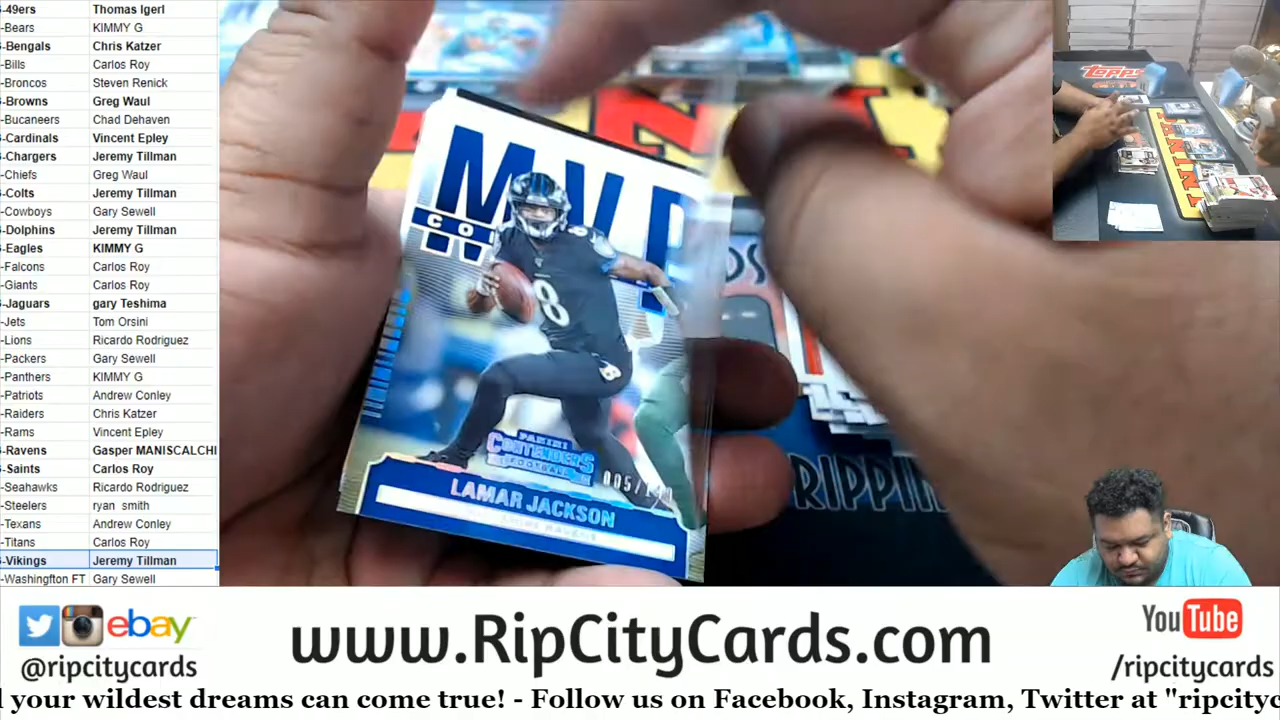 -49ers Thomas Igerl
-Bears KIMMY G
-Bengals Chris Katzer
-Bills Carlos Roy
-Broncos Steven Renick
-Browns Greg Waul
-Bucaneers Chad Dehaven
-Cardinals Vincent Epley
-Chargers Jeremy Tillman
-Chiefs Greg Waul
-Colts Jeremy Tillman
-Cowboys Gary Sewell
-Dolphins Jeremy Tillman
-Eagles KIMMY G
-Falcons Carlos Roy
-Giants Carlos Roy
-Jaguars gary Teshima
-Jets Tom Orsini
-Lions Ricardo Rodriguez
-Packers Gary Sewell
-Panthers KIMMY G
-Patriots Andrew Conley
-Raiders Chris Katzer
-Rams Vincent Epley
-Ravens Gasper MANISCALCHI
-Saints Carlos Roy
-Seahawks Ricardo Rodriguez
-Steelers ryan smith
-Texans Andrew Conley
-Titans Carlos Roy
-Vikings Jeremy Tillman
-Washingfton FT Gary Sewell
MVP
CO
8
PANINI
CONTENDERS
FOOTBALL
LAMAR JACKSON
RIPPIN
Topps
PANINI
ebay
@ripcitycards
www.RipCityCards.com
YouTube
/ripcitycards
l your wildest dreams can come true! - Follow us on Facebook, Instagram, Twitter at "ripcityc